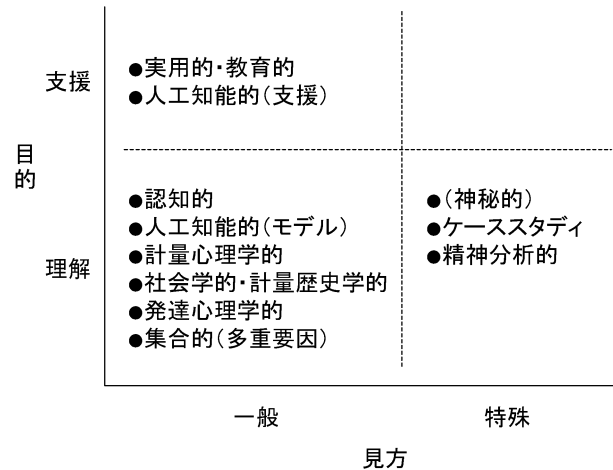 支援
●実用的・教育的
●人工知能的(支援)
目
的
理解
●認知的
●人工知能的(モデル)
●計量心理学的
●社会学的・計量歴史学的
●発達心理学的
●集合的(多重要因)
●(神秘的)
●ケーススタディ
●精神分析的
一般
特殊
見方